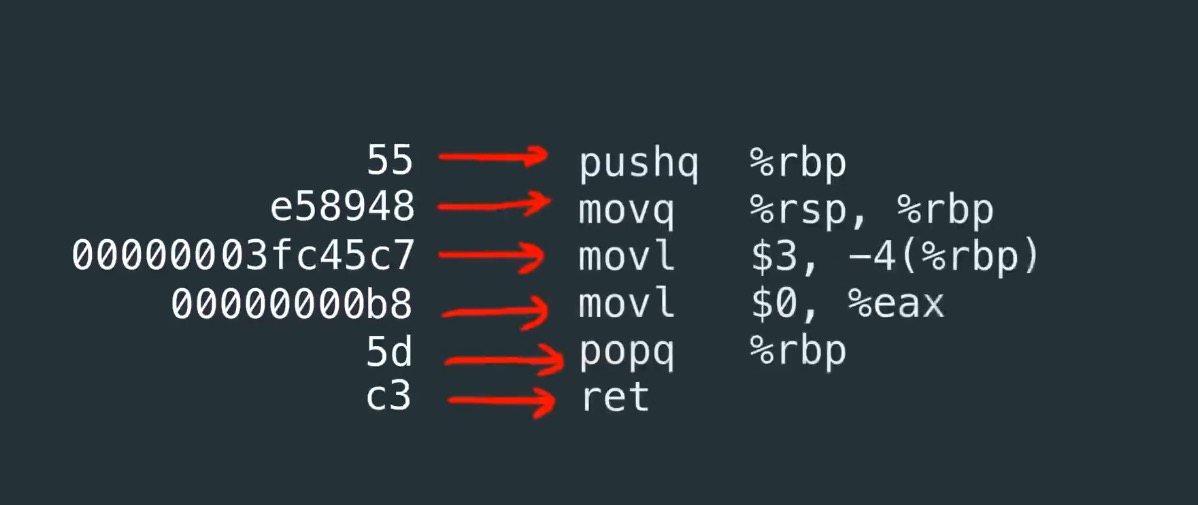 55 pushq %rbp
e58948 movq %rsp, %rbp
00000003fc45c7 movl $3, −4(%rbp)
00000000b8 movl $0, %eax
5d popq %rbp
c3 ret